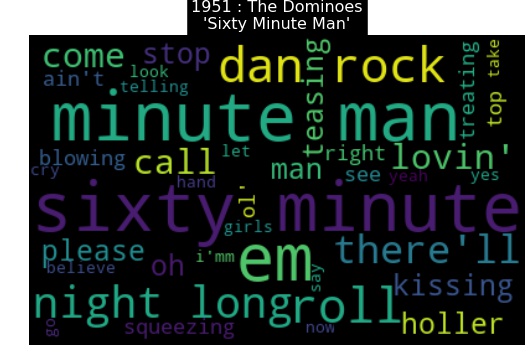 1951 : The Dominoes
'Sixty Minute Man'
come stop dan rock treating take
ain't look top
telling teasing
minute man
blowing call let man right lovin'
cry hand see yeah yes
sixty minute
ol' girls
please oh i'mm em there'll
believe say kissing
night long roll
go squeezing now holler